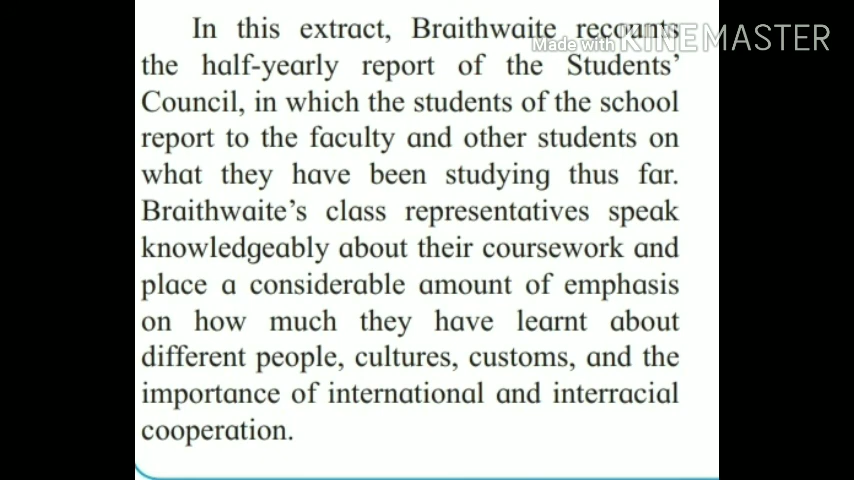 In this extract, Braithwaite recounts
Made with KINEMASTER
the half-yearly report of the Students'
Council, in which the students of the school
report to the faculty and other students on
what they have been studying thus far.
Braithwaite's class representatives speak
knowledgeably about their coursework and
place a considerable amount of emphasis
on how much they have learnt about
different people, cultures, customs, and the
importance of international and interracial
cooperation.